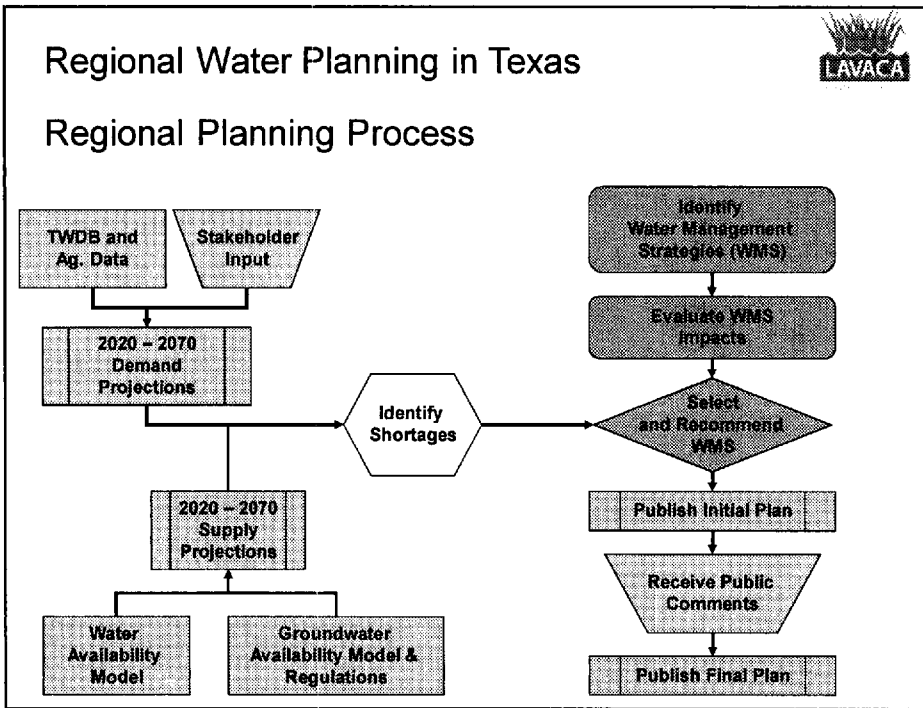 Regional Water Planning in Texas
LAVACA
Regional Planning Process
TWDB and
Ag. Data
Stakeholder
Input
2020 – 2070
Demand
Projections
Identify
Shortages
2020 – 2070
Supply
Projections
Water
Availability
Model
Groundwater
Availability Model &
Regulations
Identify
Water Management
Strategies (WMS)
Evaluate WMS
Impacts
Select
and Recommend
WMS
Publish Initial Plan
Receive Public
Comments
Publish Final Plan